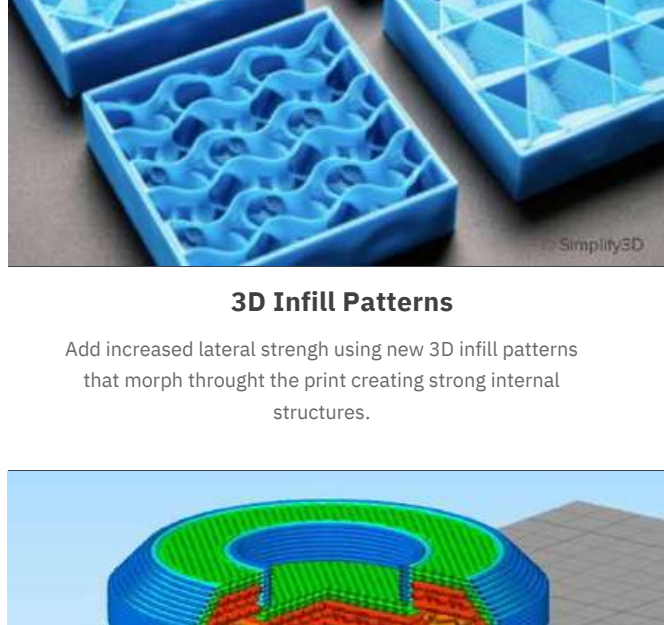 © Simplify3D
3D Infill Patterns
Add increased lateral strengh using new 3D infill patterns
that morph throught the print creating strong internal
structures.